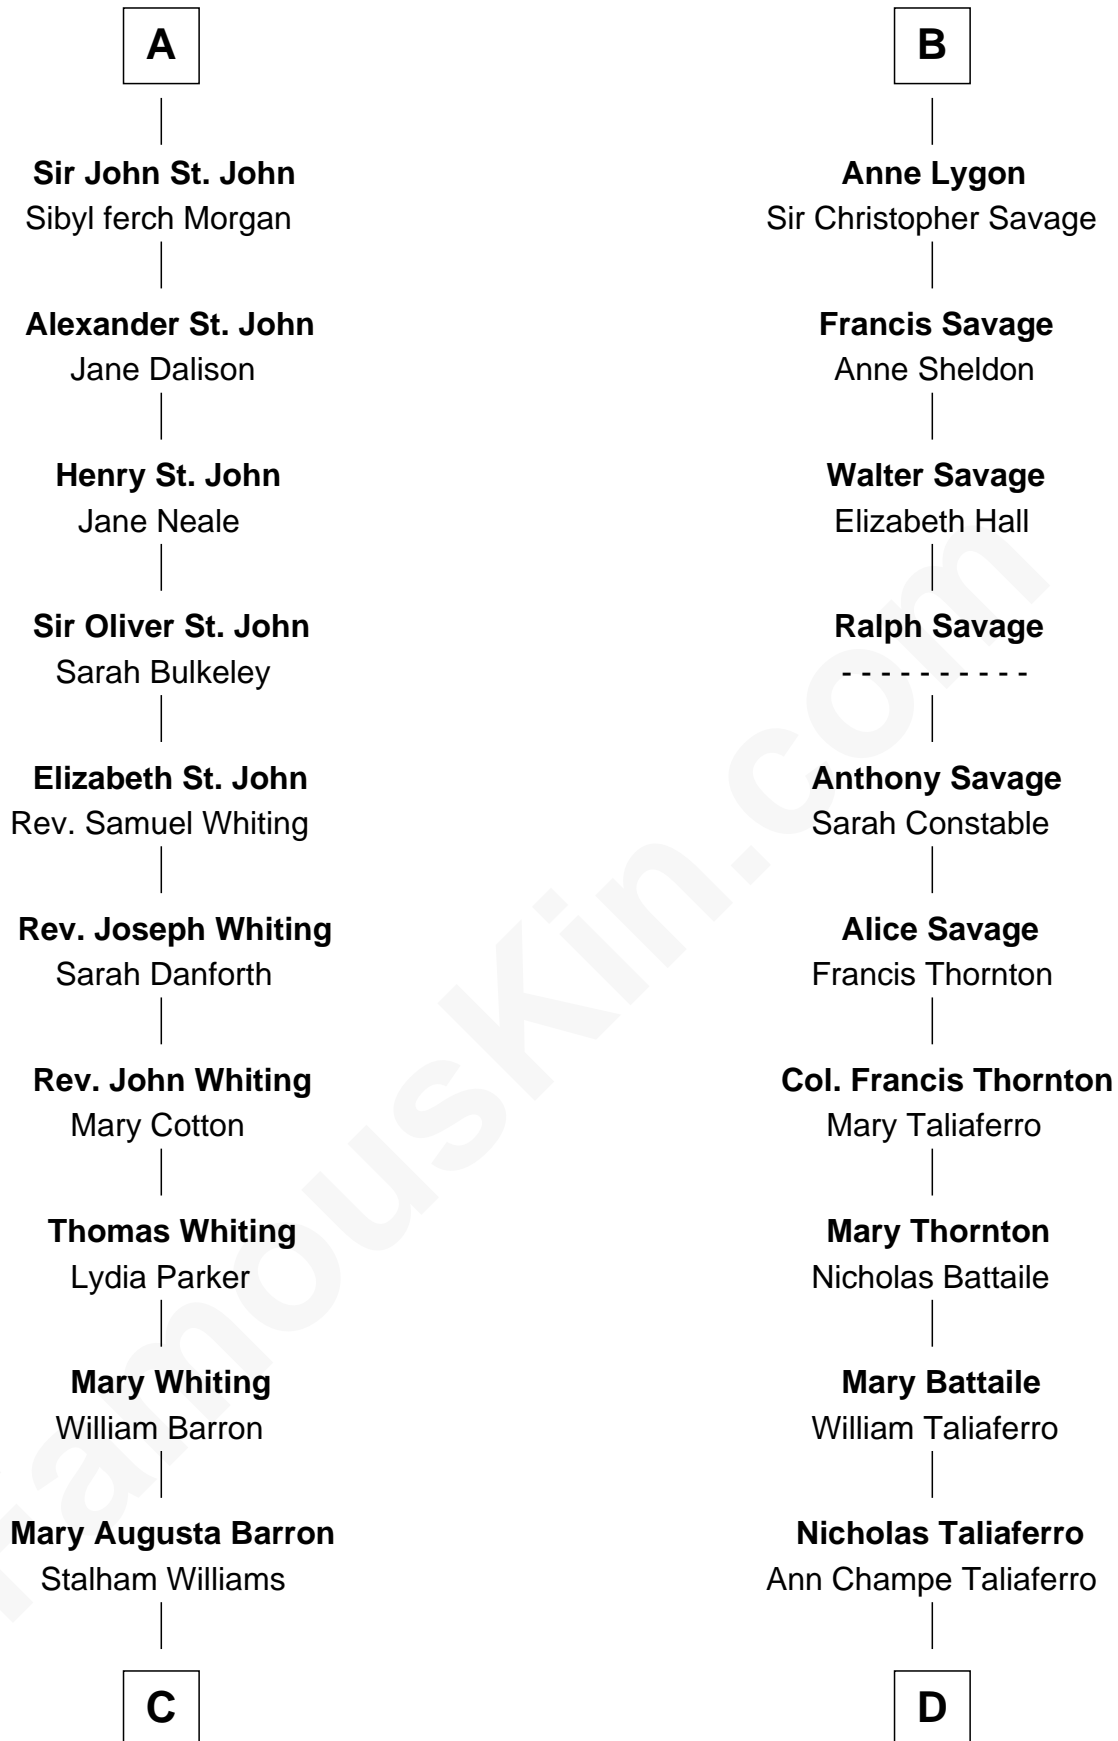 A
Sir John St. John
Sibyl ferch Morgan
Alexander St. John
Jane Dalison
Henry St. John
Jane Neale
Sir Oliver St. John
Sarah Bulkeley
Elizabeth St. John
Rev. Samuel Whiting
Rev. Joseph Whiting
Sarah Danforth
Rev. John Whiting
Mary Cotton
Thomas Whiting
Lydia Parker
Mary Whiting
William Barron
Mary Augusta Barron
Stalham Williams
C
B
Anne Lygon
Sir Christopher Savage
Francis Savage
Anne Sheldon
Walter Savage
Elizabeth Hall
Ralph Savage
- - - - - - - - - -
Anthony Savage
Sarah Constable
Alice Savage
Francis Thornton
Col. Francis Thornton
Mary Taliaferro
Mary Thornton
Nicholas Battaile
Mary Battaile
William Taliaferro
Nicholas Taliaferro
Ann Champe Taliaferro
D
FamousKin.com